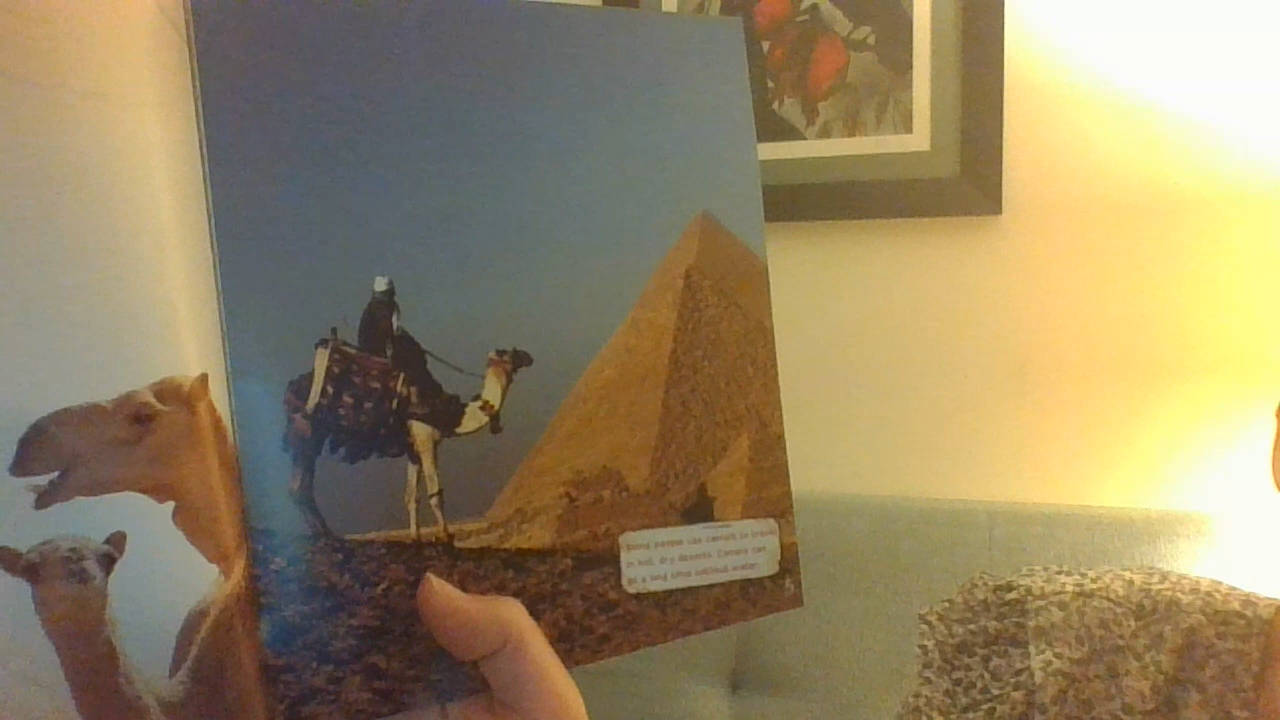 Some people use camels to travel
in hot, dry deserts. Camels can
go a long time without water.